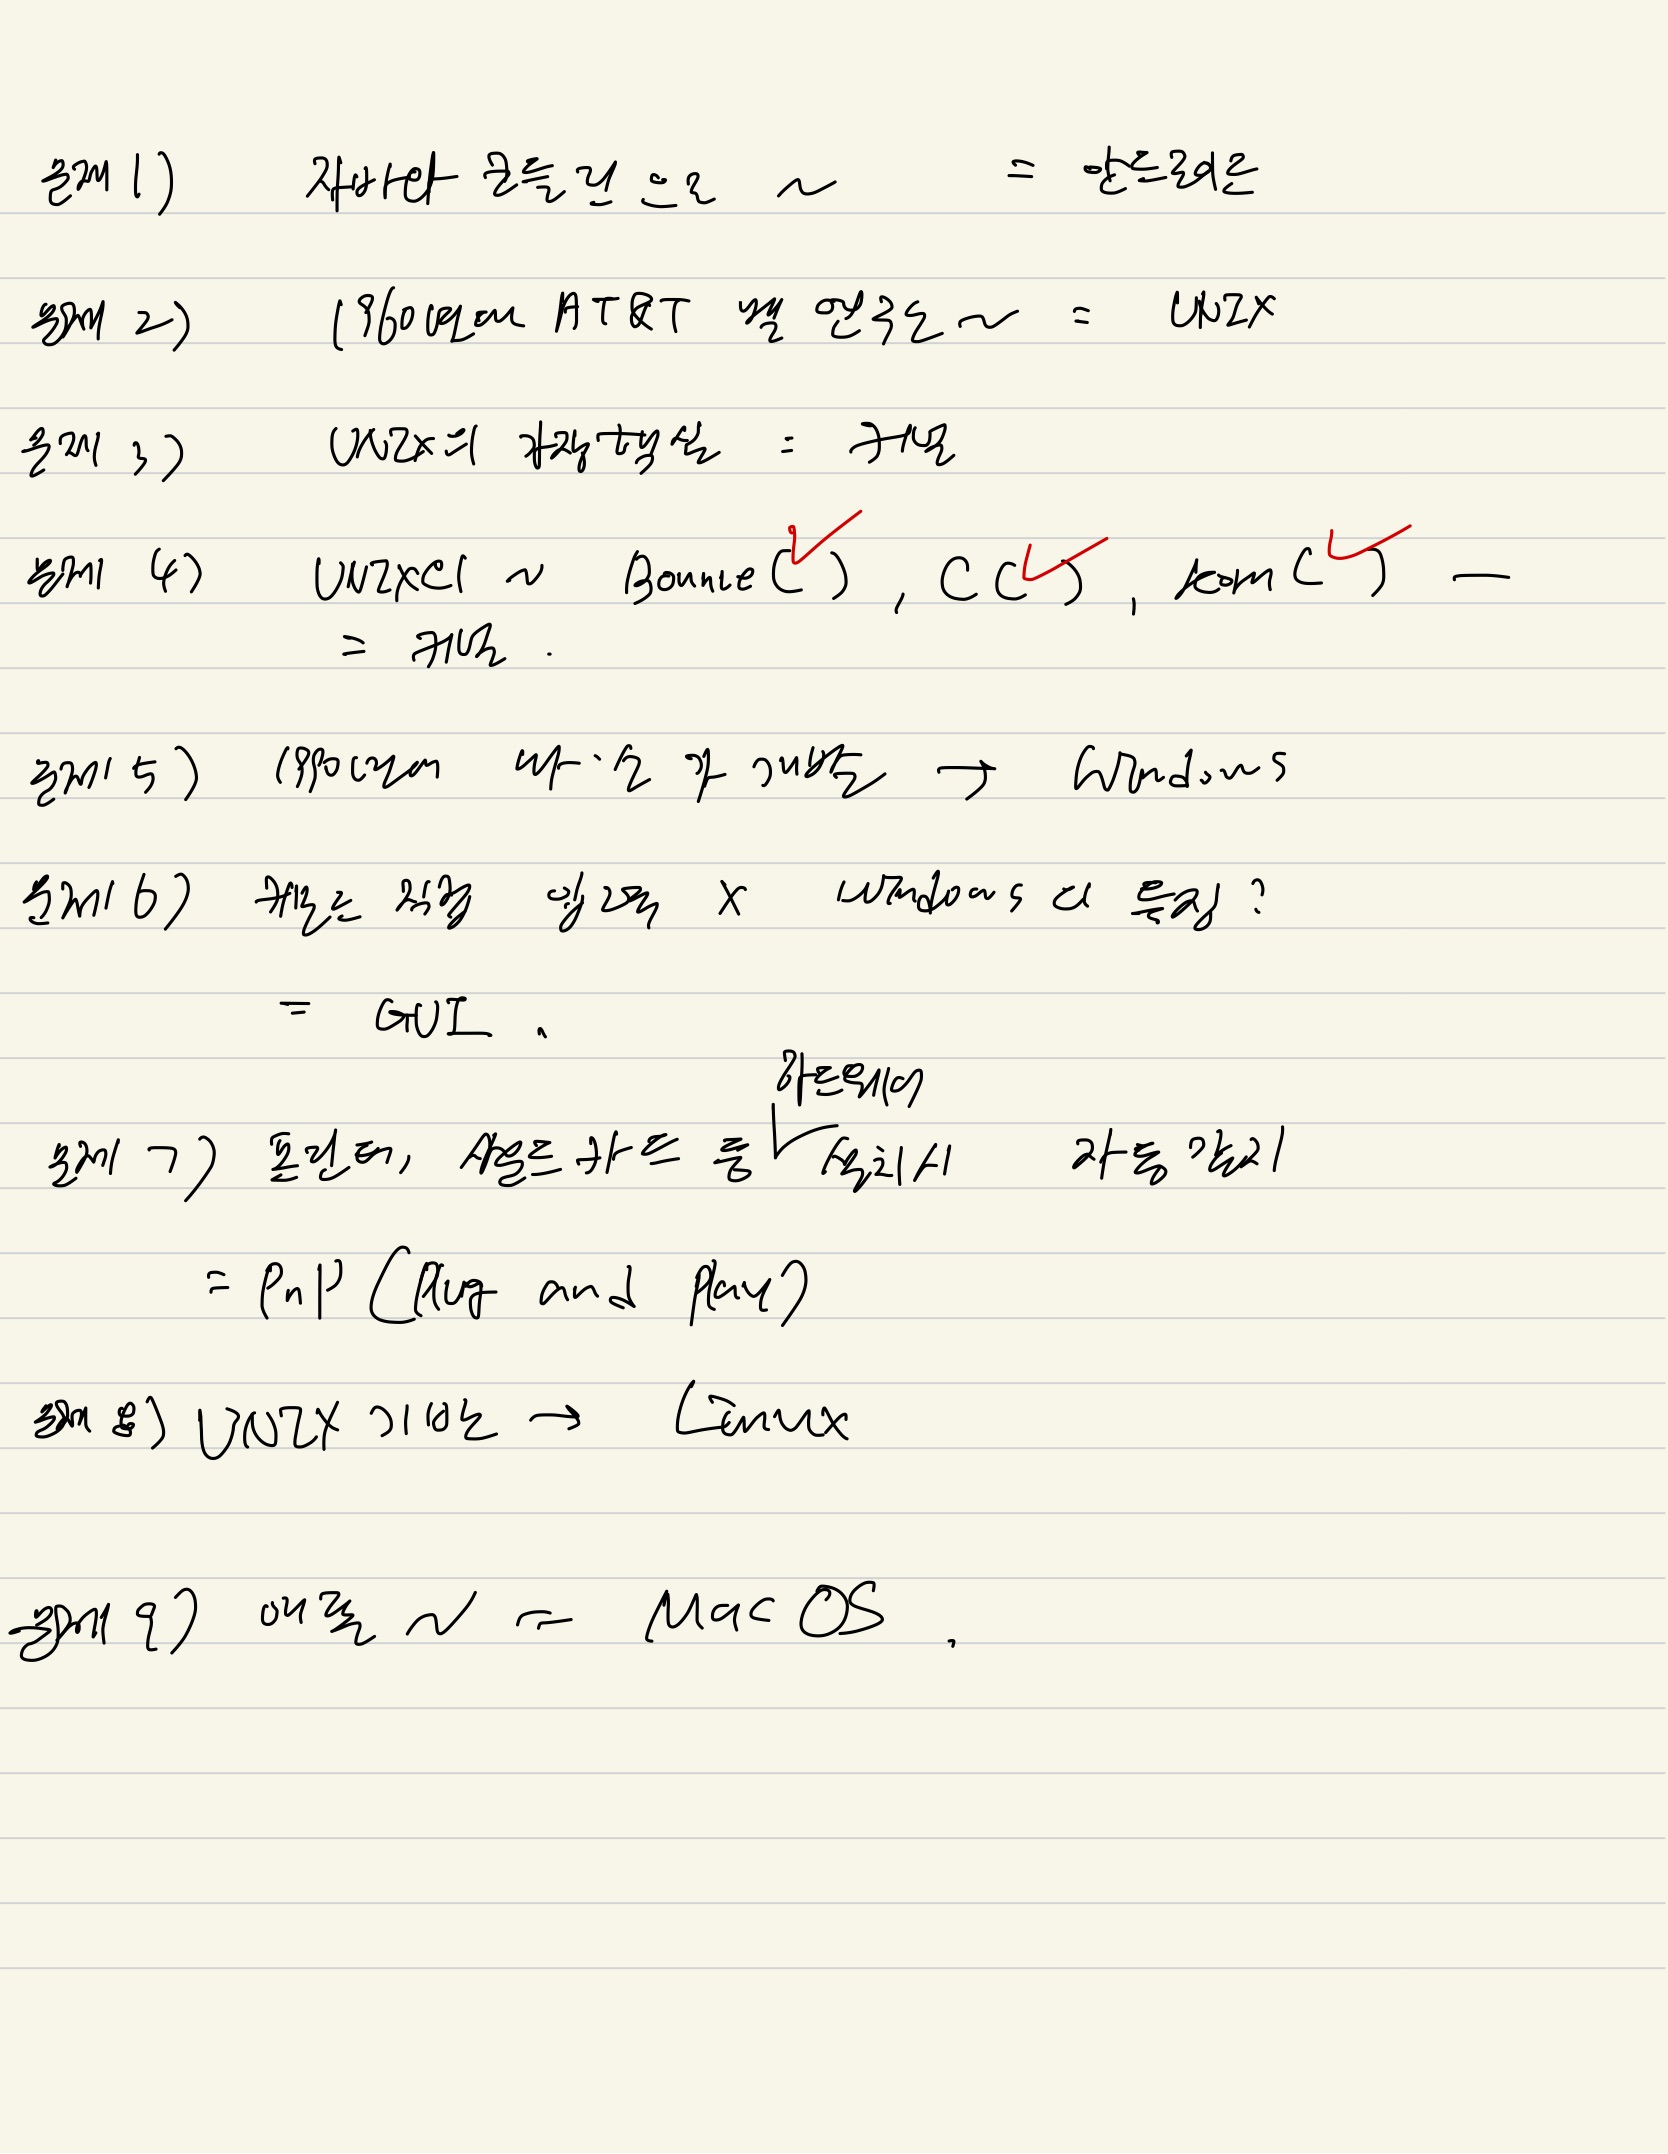 문제 1) 자바와 코틀린 으로 ~ = 안드로이드
문제 2) 1960년대 AT&T 벨 연구소 ~ = UNIX
문제 3) UNIX의 가장 핵심 = 커널
문제 4) UNIX의 ~ Bourne ( ), C ( ), korn ( ) —
= 커널 .
문제 5) 1990년대 마·소 가 개발 → Windows
문제 6) 키보드 직접 입력 X Windows 의 특징?
= GUI .
하드웨어
문제 7) 프린터, 사운드카드 등 설치시 자동 감지
= PnP (Plug and Play)
문제 8) UNIX 기반 → Linux
문제 9) 애플 ~ = Mac OS .